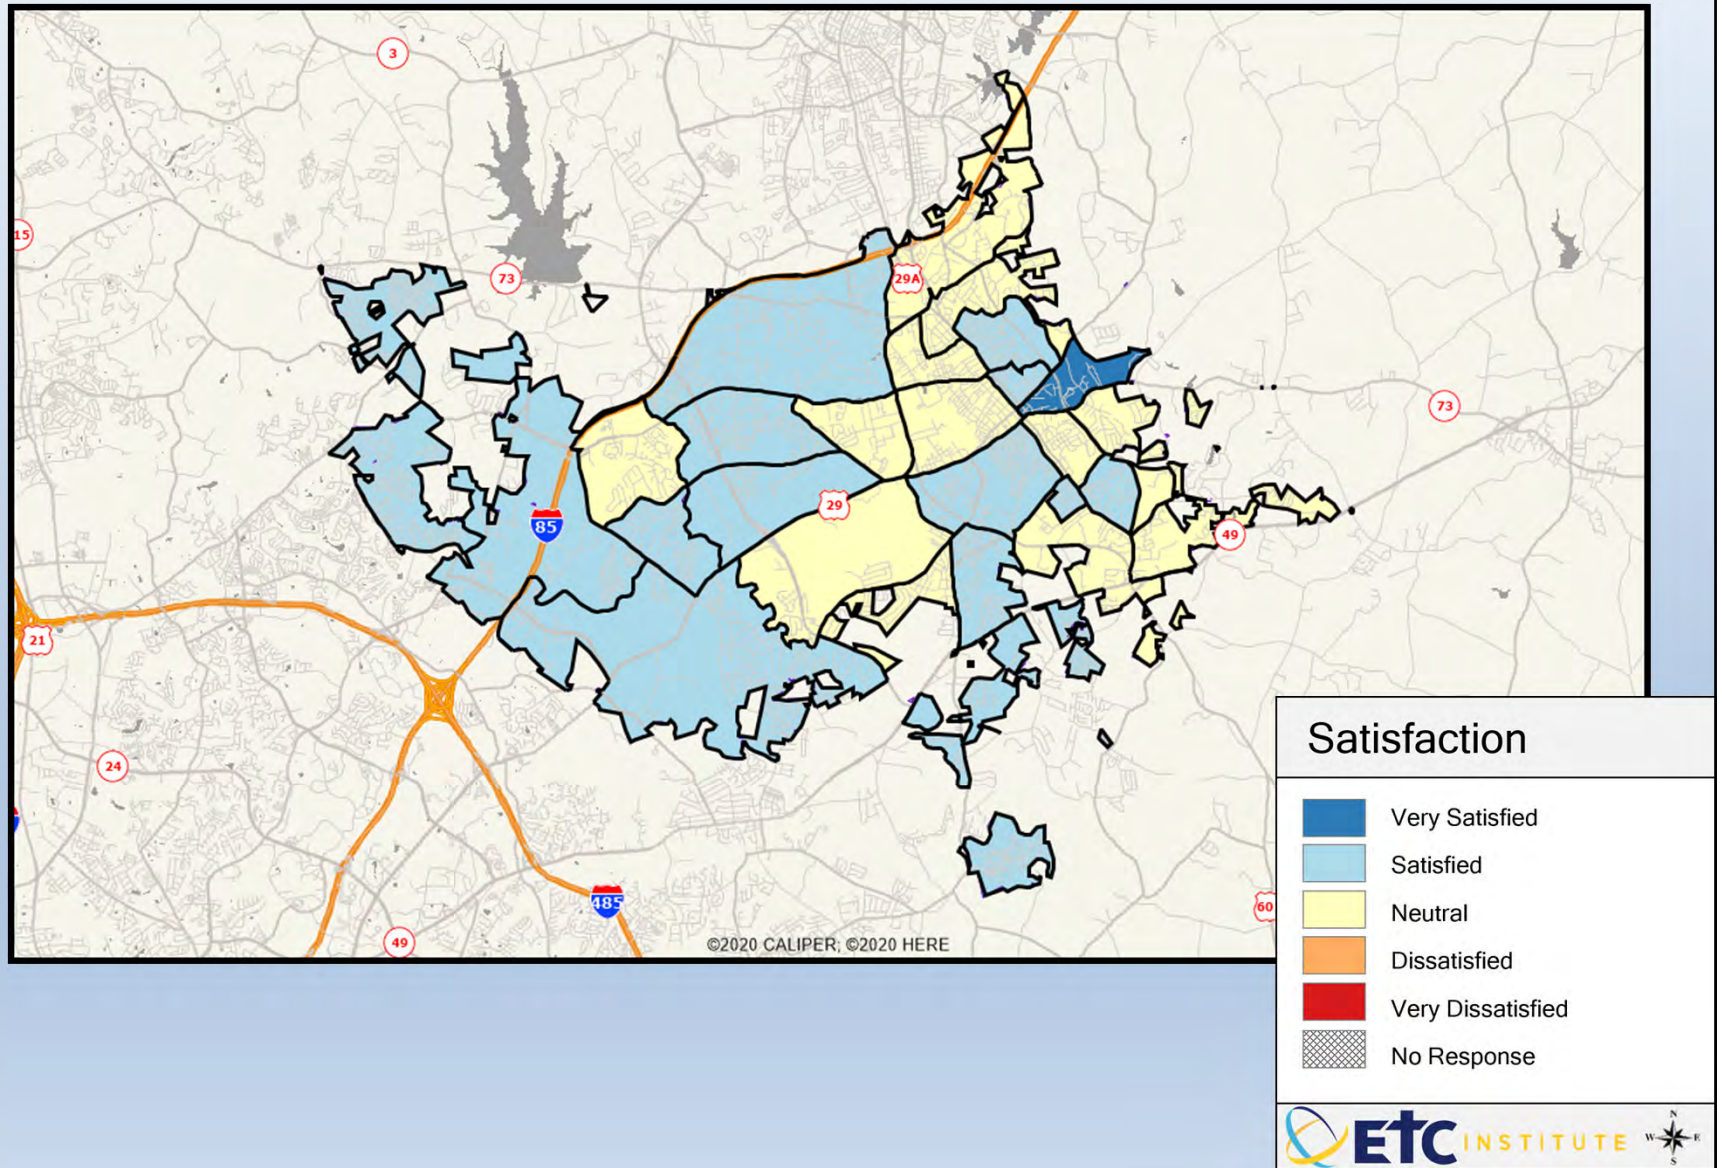 3
15
73
29A
73
29
85
49
21
24
485
60
49
©2020 CALIPER; ©2020 HERE
Satisfaction
Very Satisfied
Satisfied
Neutral
Dissatisfied
Very Dissatisfied
No Response
ETC INSTITUTE
N
W E
S